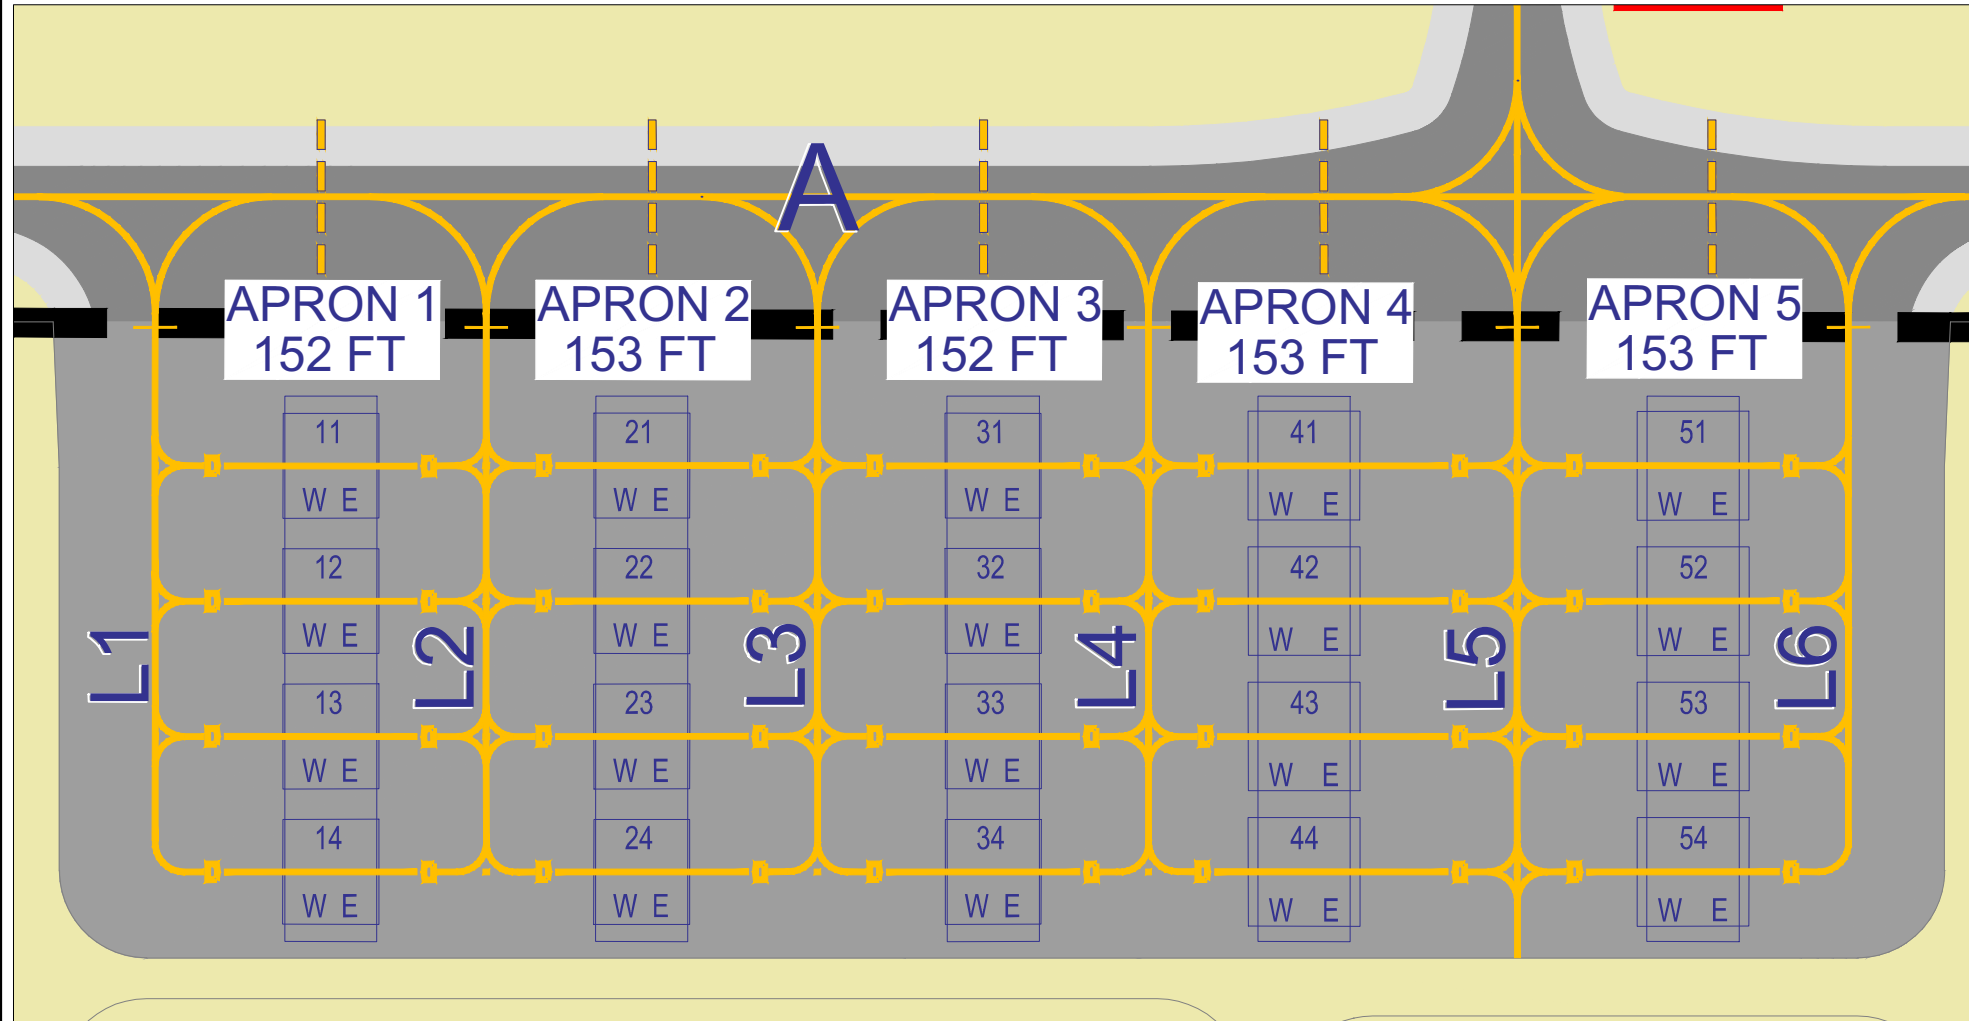 A
APRON 1
152 FT
APRON 2
153 FT
APRON 3
152 FT
APRON 4
153 FT
APRON 5
153 FT
11
21
31
41
51
W E
W E
W E
W E
W E
12
22
32
42
52
W E
W E
W E
W E
W E
L1
L2
L3
L4
L5
L6
13
23
33
43
53
W E
W E
W E
W E
W E
14
24
34
44
54
W E
W E
W E
W E
W E